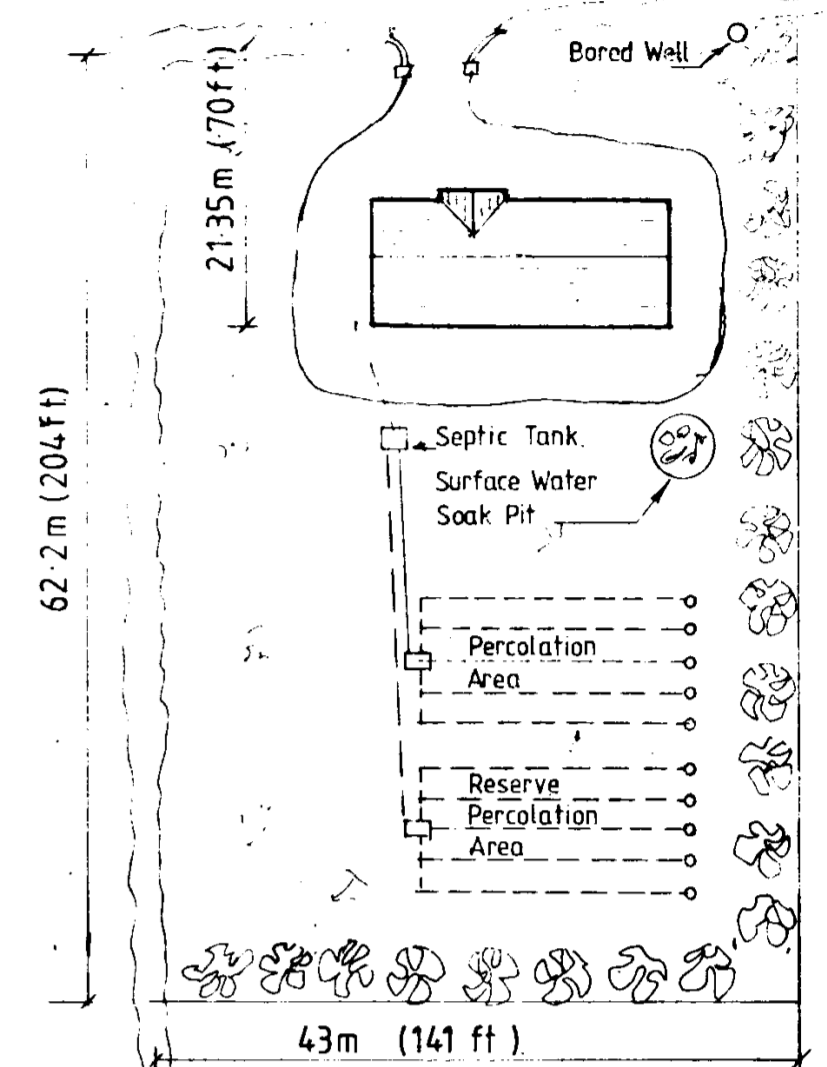 Bored Well
21·35m (70ft)
62·2m (204ft)
Septic Tank.
Surface Water
Soak Pit
Percolation
Area
Reserve
Percolation
Area
43m (141 ft)